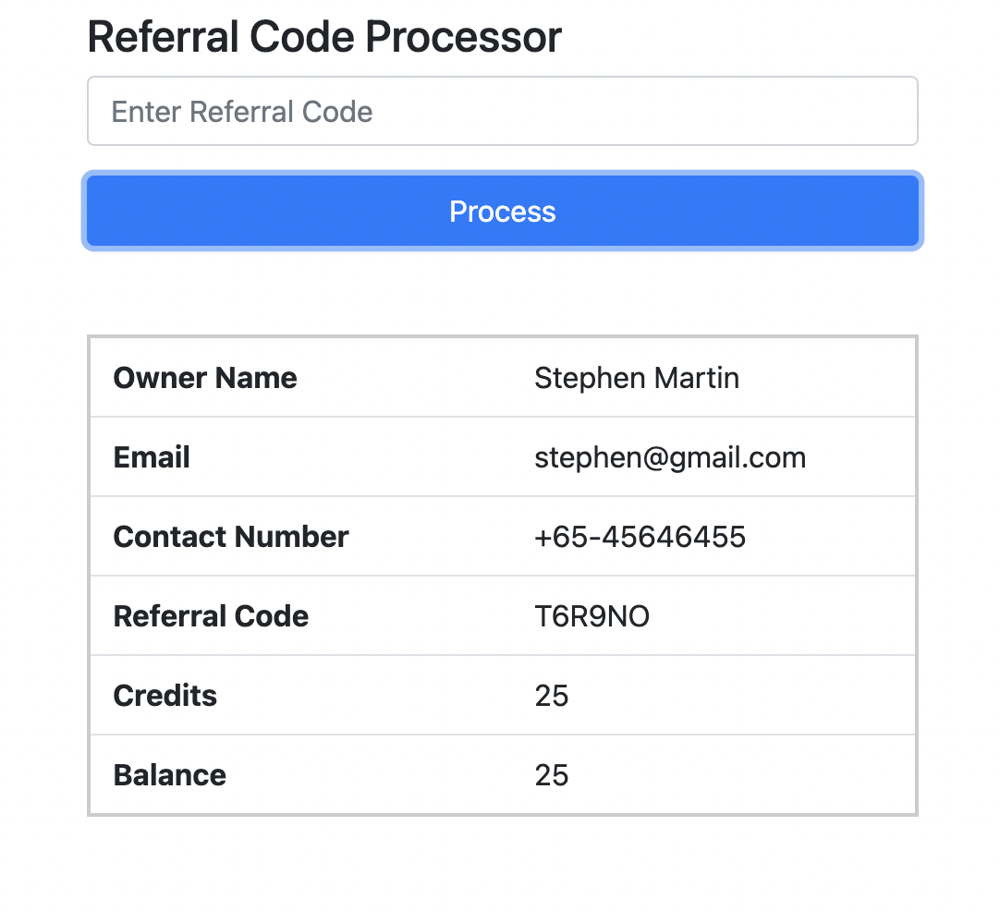 Referral Code Processor
Enter Referral Code
Process
Owner Name Stephen Martin
Email stephen@gmail.com
Contact Number +65-45646455
Referral Code T6R9NO
Credits 25
Balance 25